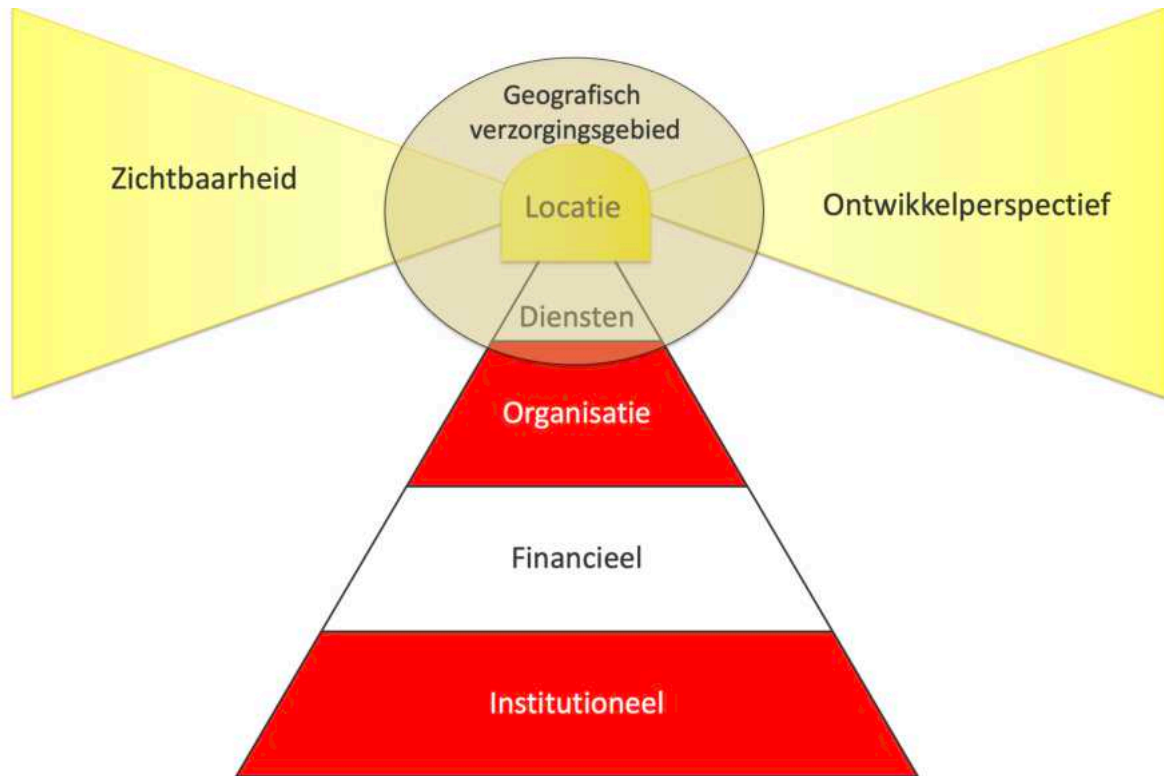 Geografisch
verzorgingsgebied
Zichtbaarheid
Locatie
Ontwikkelperspectief
Diensten
Organisatie
Financieel
Institutioneel